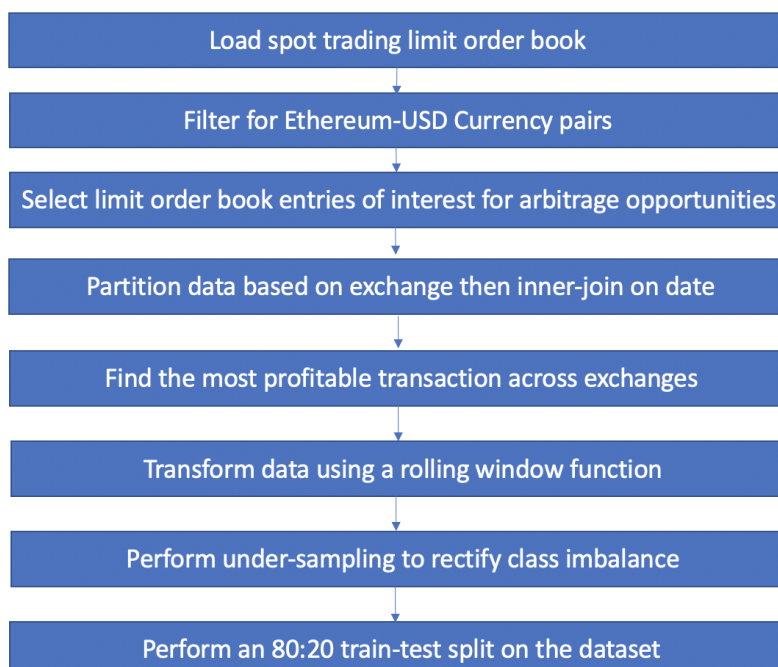 Load spot trading limit order book
Filter for Ethereum-USD Currency pairs
Select limit order book entries of interest for arbitrage opportunities
Partition data based on exchange then inner-join on date
Find the most profitable transaction across exchanges
Transform data using a rolling window function
Perform under-sampling to rectify class imbalance
Perform an 80:20 train-test split on the dataset